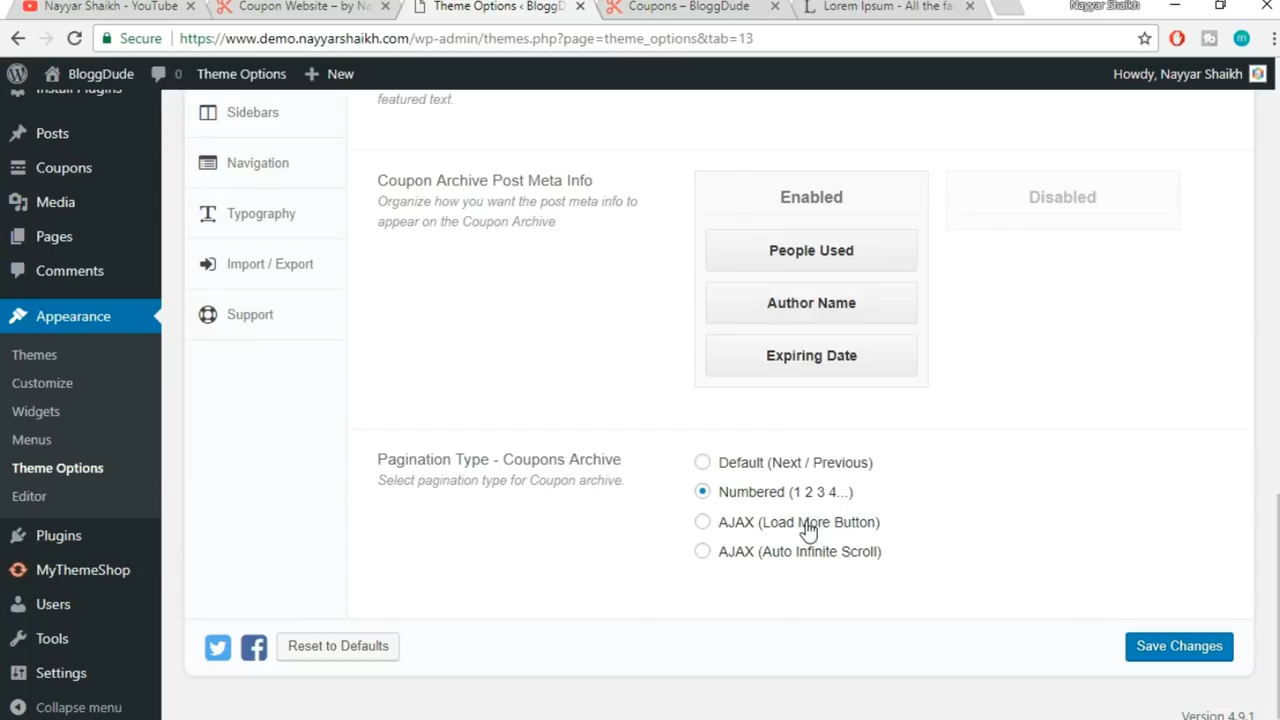 Nayyar Shaikh - YouTube
Coupon Website – by Na
Theme Options ‹ BloggD
Coupons – BloggDude
Lorem Ipsum - All the fa
Nayyar Shaikh
Secure
https://www.demo.nayyarshaikh.com/wp-admin/themes.php?page=theme_options&tab=13
BloggDude
0
Theme Options
New
Howdy, Nayyar Shaikh
Install Plugins
Posts
Coupons
Media
Pages
Comments
Appearance
Themes
Customize
Widgets
Menus
Theme Options
Editor
Plugins
MyThemeShop
Users
Tools
Settings
Collapse menu
Sidebars
Navigation
Typography
Import / Export
Support
featured text.
Coupon Archive Post Meta Info
Organize how you want the post meta info to
appear on the Coupon Archive
Enabled
People Used
Author Name
Expiring Date
Disabled
Pagination Type - Coupons Archive
Select pagination type for Coupon archive.
Default (Next / Previous)
Numbered (1 2 3 4...)
AJAX (Load More Button)
AJAX (Auto Infinite Scroll)
Reset to Defaults
Save Changes
Version 4.9.1